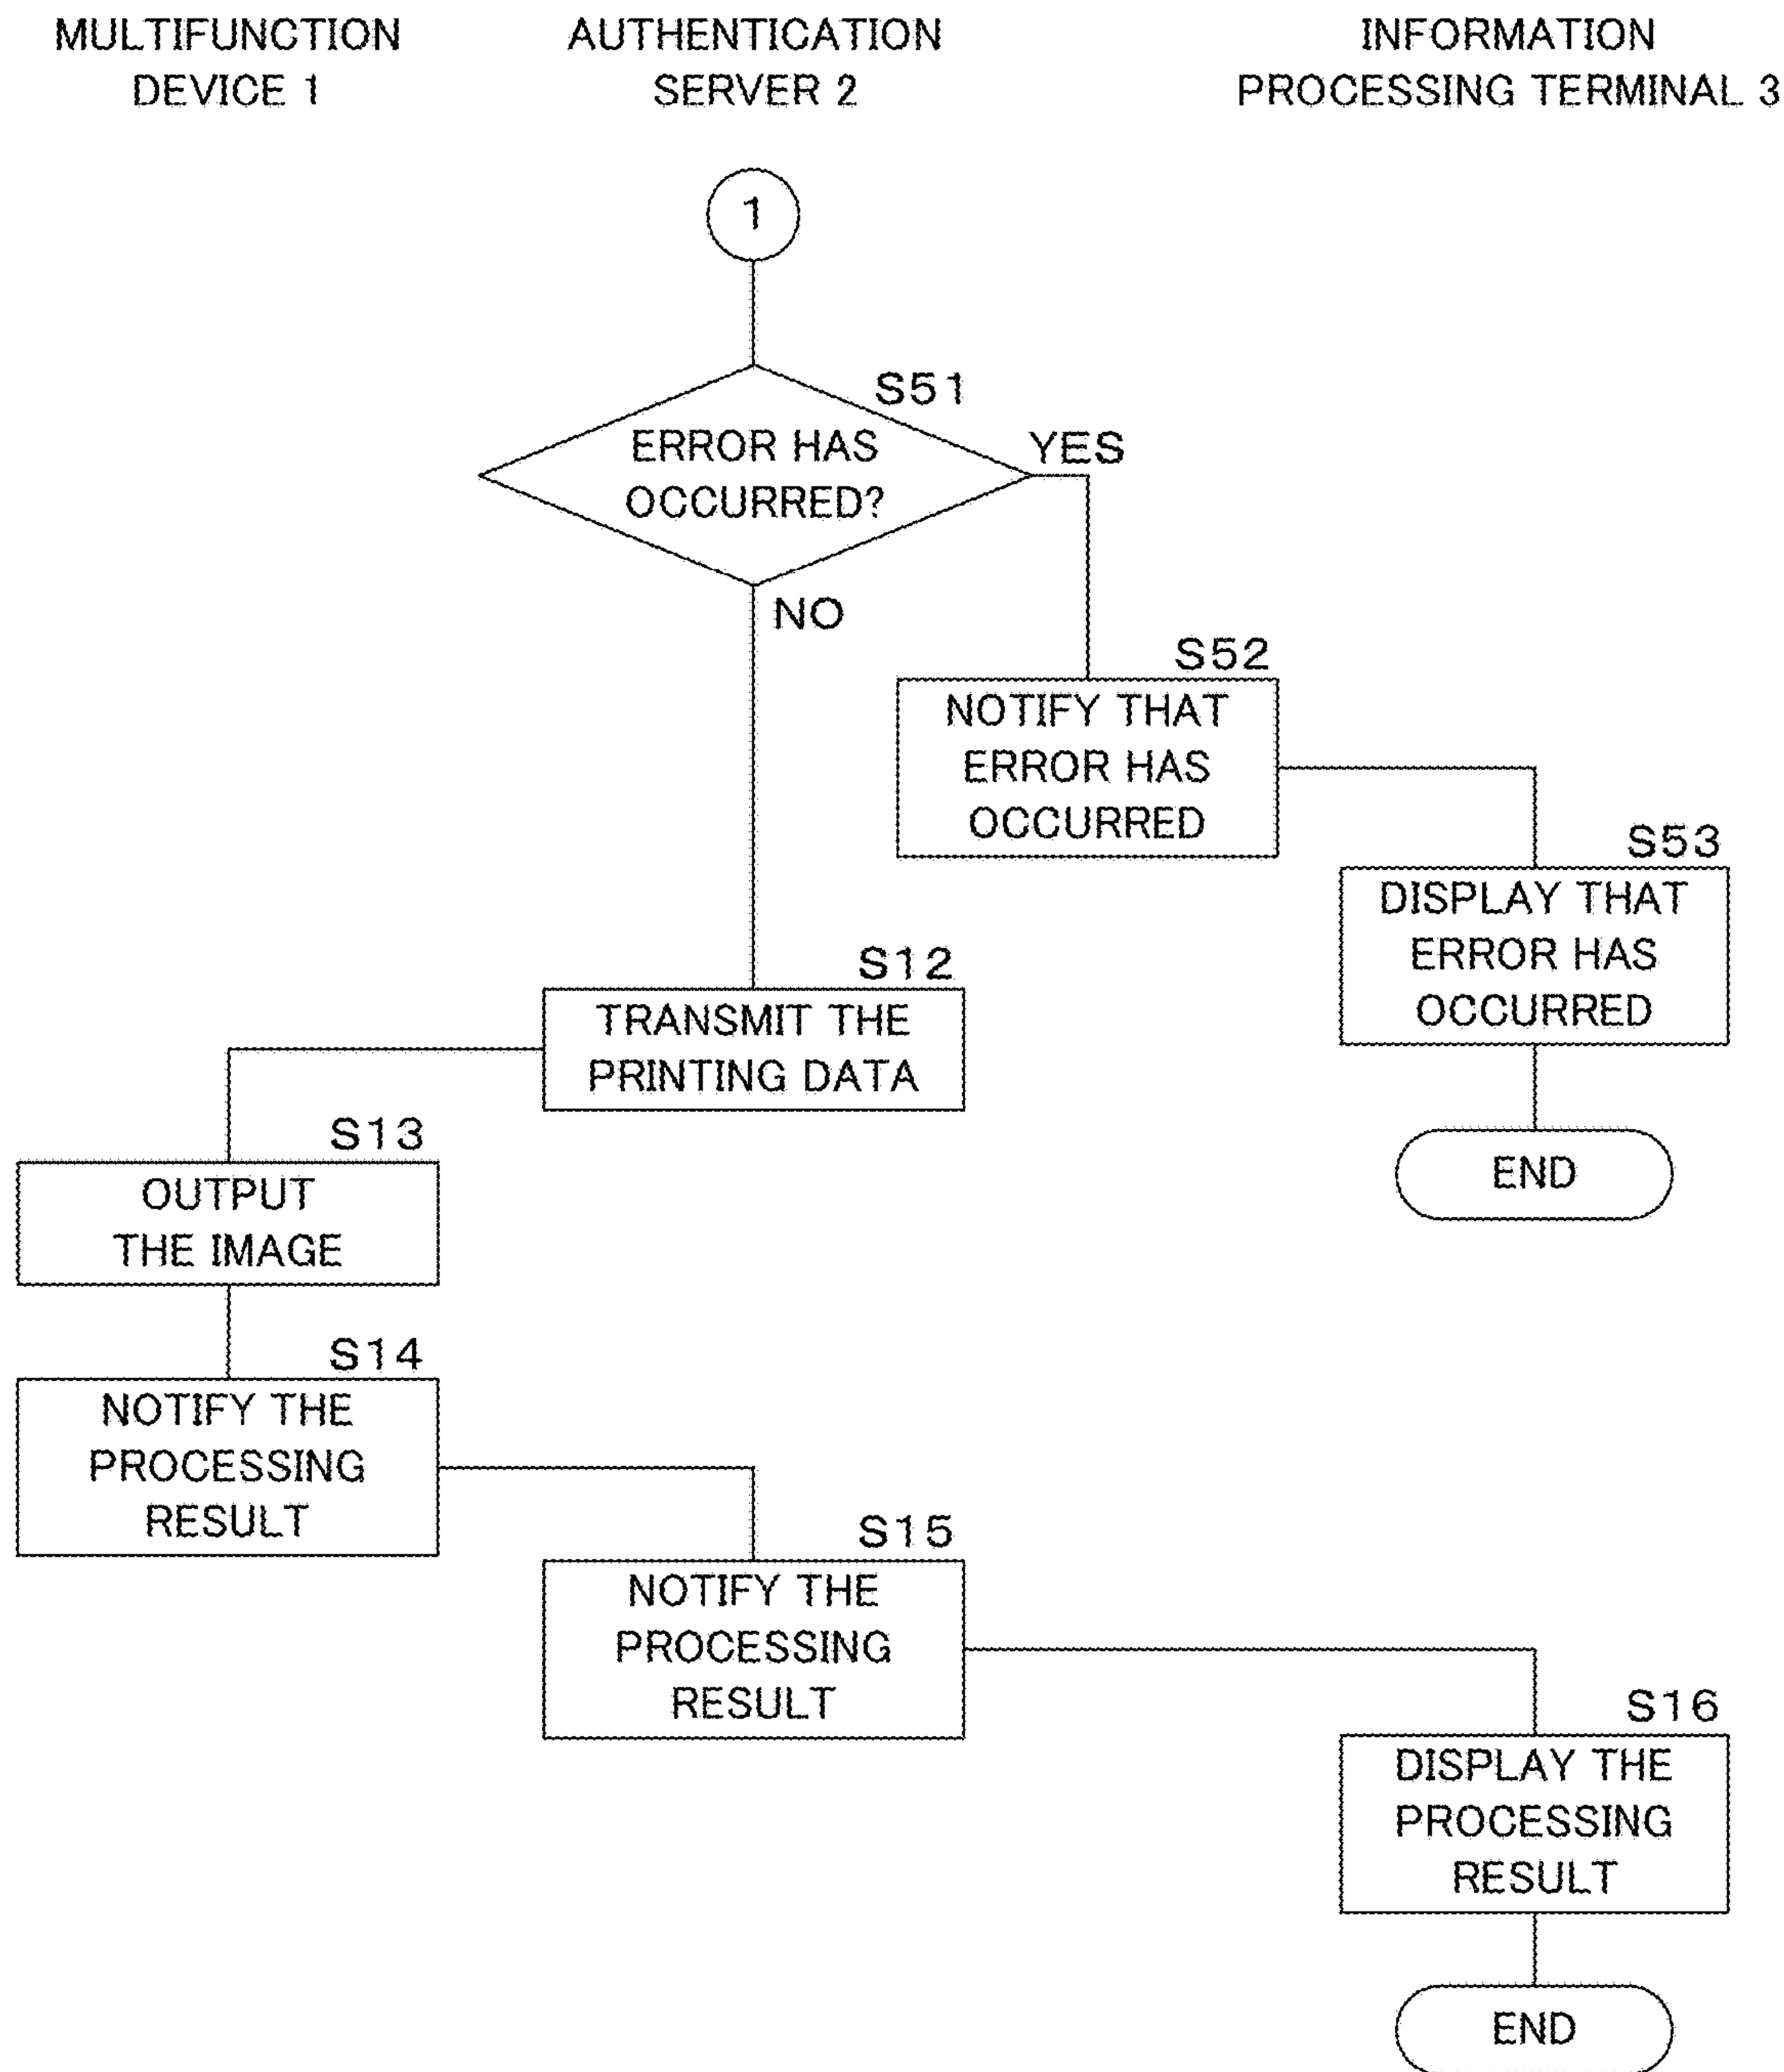 MULTIFUNCTION
DEVICE 1
AUTHENTICATION
SERVER 2
INFORMATION
PROCESSING TERMINAL 3
1
S51
ERROR HAS
OCCURRED?
YES
NO
S52
NOTIFY THAT
ERROR HAS
OCCURRED
S53
DISPLAY THAT
ERROR HAS
OCCURRED
END
S12
TRANSMIT THE
PRINTING DATA
S13
OUTPUT
THE IMAGE
S14
NOTIFY THE
PROCESSING
RESULT
S15
NOTIFY THE
PROCESSING
RESULT
S16
DISPLAY THE
PROCESSING
RESULT
END